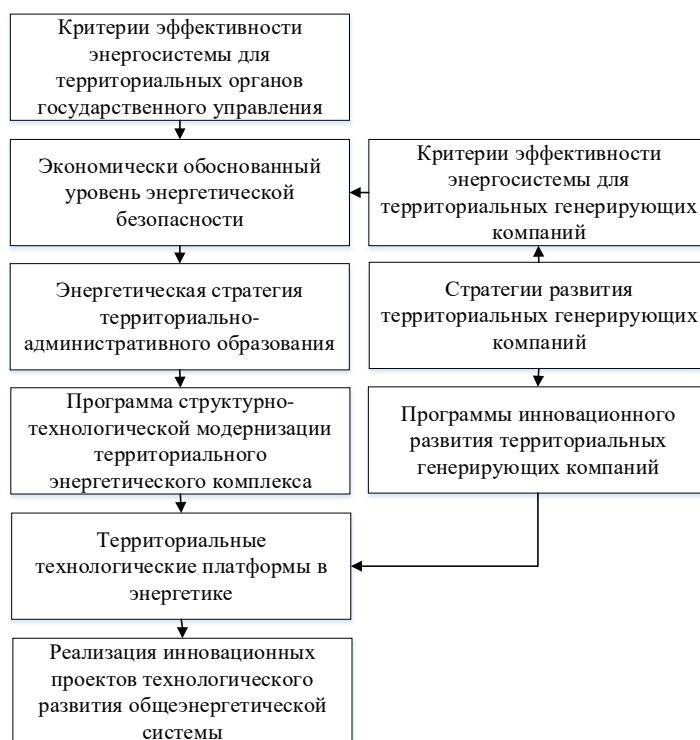 Критерии эффективности
энергосистемы для
территориальных органов
государственного управления
Экономически обоснованный
уровень энергетической
безопасности
Критерии эффективности
энергосистемы для
территориальных генерирующих
компаний
Энергетическая стратегия
территориально-
административного образования
Стратегии развития
территориальных генерирующих
компаний
Программа структурно-
технологической модернизации
территориального
энергетического комплекса
Программы инновационного
развития территориальных
генерирующих компаний
Территориальные
технологические платформы в
энергетике
Реализация инновационных
проектов технологического
развития общеэнергетической
системы